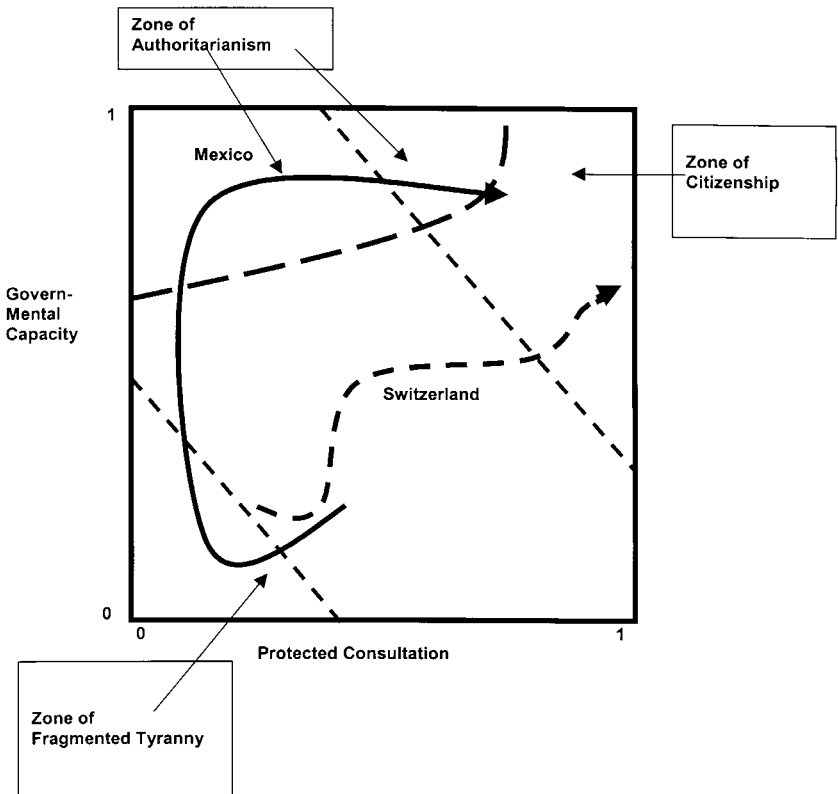 Zone of
Authoritarianism
1
Mexico
Zone of
Citizenship
Govern-
Mental
Capacity
Switzerland
0
0
1
Protected Consultation
Zone of
Fragmented Tyranny